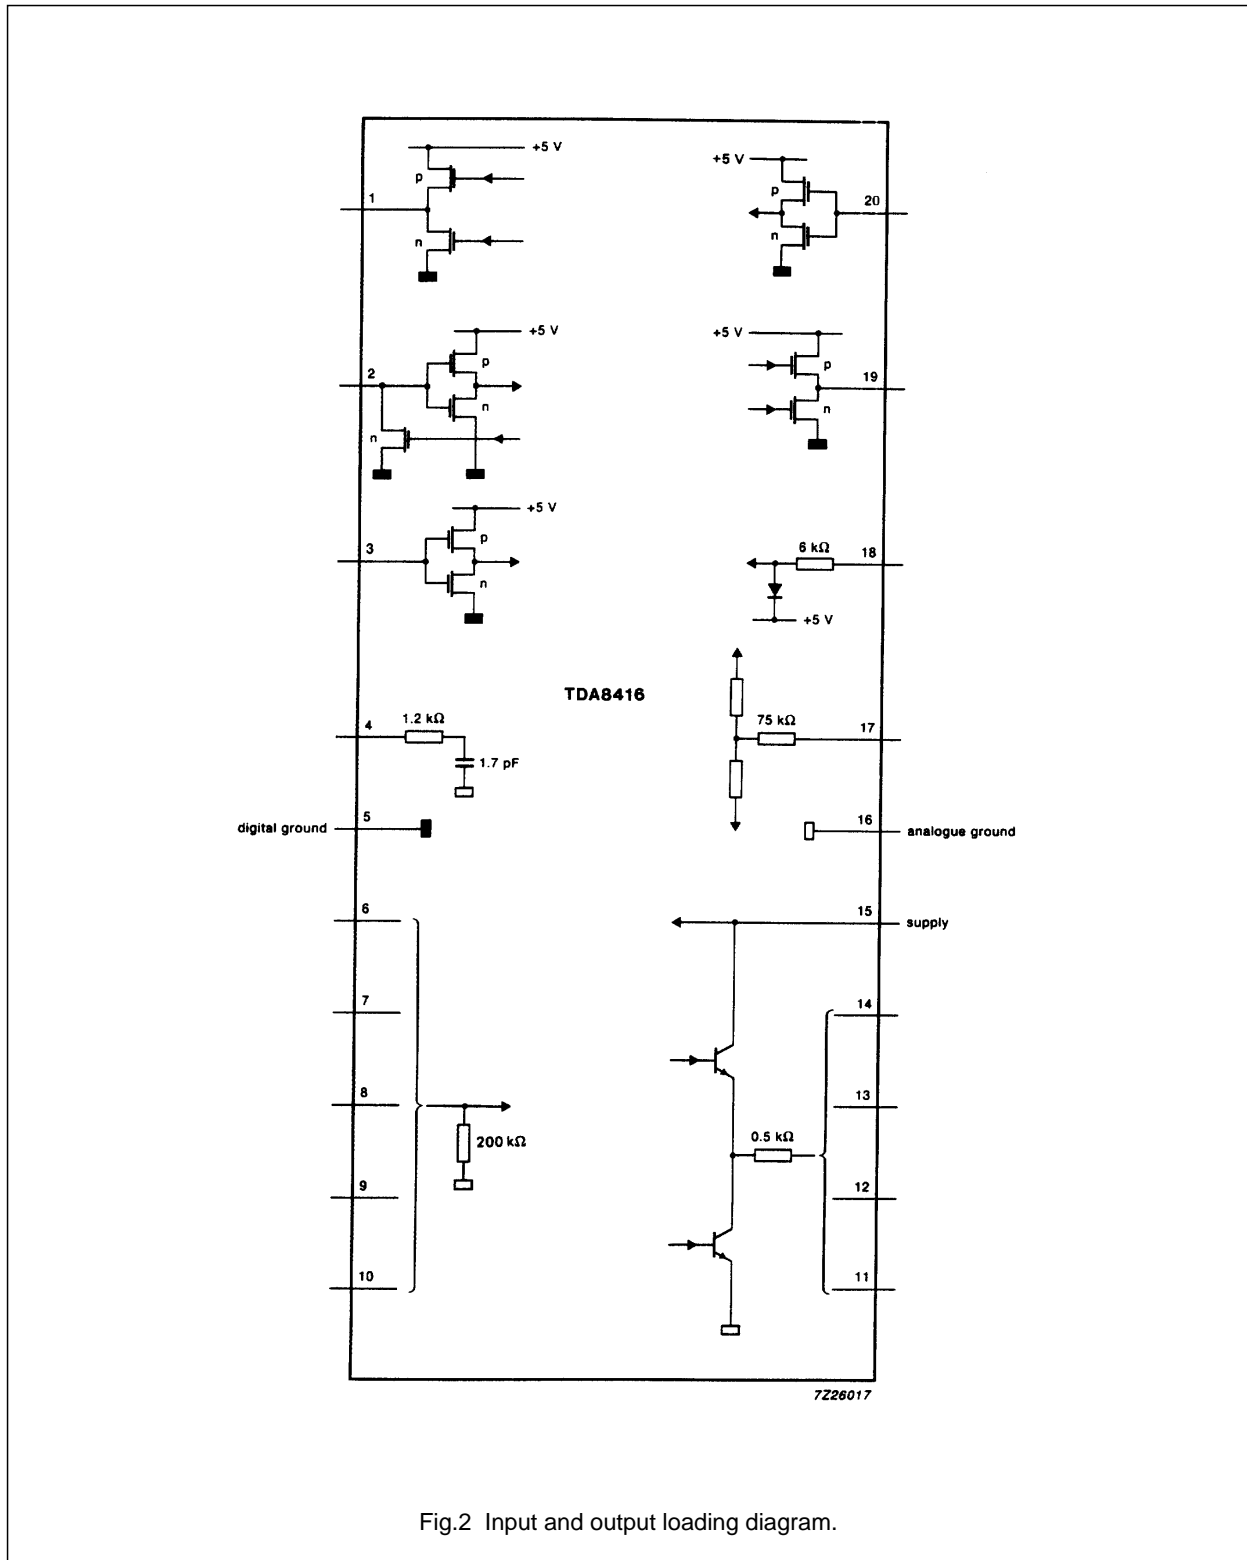 +5 V
+5 V
p
p
1
20
n
n
+5 V
+5 V
p
p
2
19
n
n
n
+5 V
p
3
6 kΩ
18
n
+5 V
TDA8416
4
1.2 kΩ
75 kΩ
17
1.7 pF
digital ground
5
16
analogue ground
6
15
supply
7
14
8
13
200 kΩ
0.5 kΩ
9
12
10
11
7Z26017
Fig.2 Input and output loading diagram.